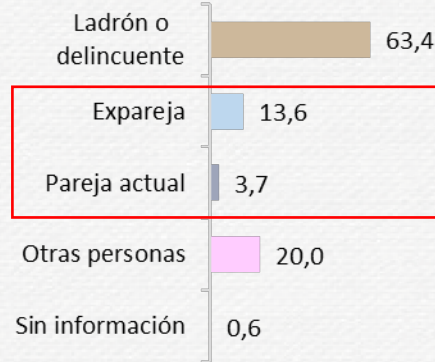 Ladrón o
delincuente
63,4
Expareja
13,6
Pareja actual
3,7
Otras personas
20,0
Sin información
0,6